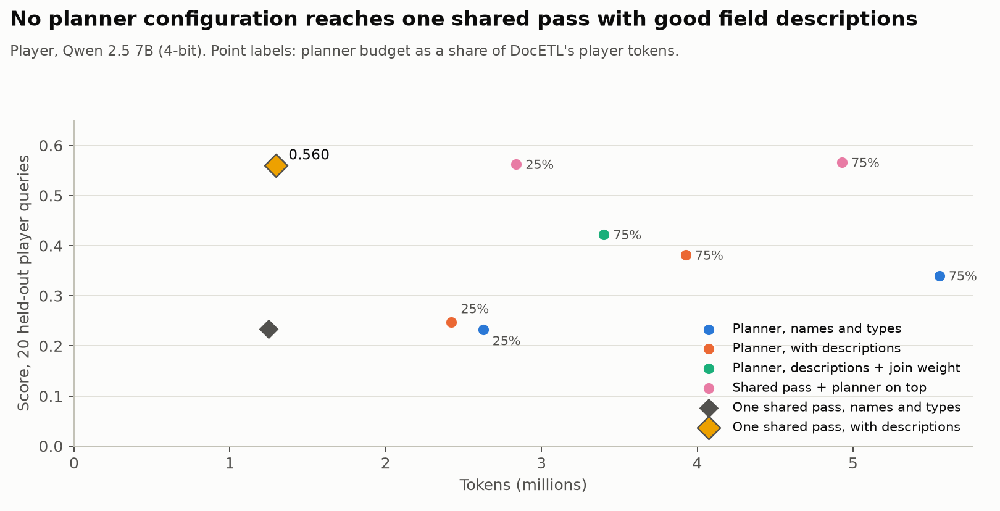 No planner configuration reaches one shared pass with good field descriptions
Player, Qwen 2.5 7B (4-bit). Point labels: planner budget as a share of DocETL's player tokens.
Score, 20 held-out player queries
0.6
0.5
0.4
0.3
0.2
0.1
0.0
0.560
25%
75%
75%
75%
75%
25%
25%
Planner, names and types
Planner, with descriptions
Planner, descriptions + join weight
Shared pass + planner on top
One shared pass, names and types
One shared pass, with descriptions
0
1
2
3
4
5
Tokens (millions)